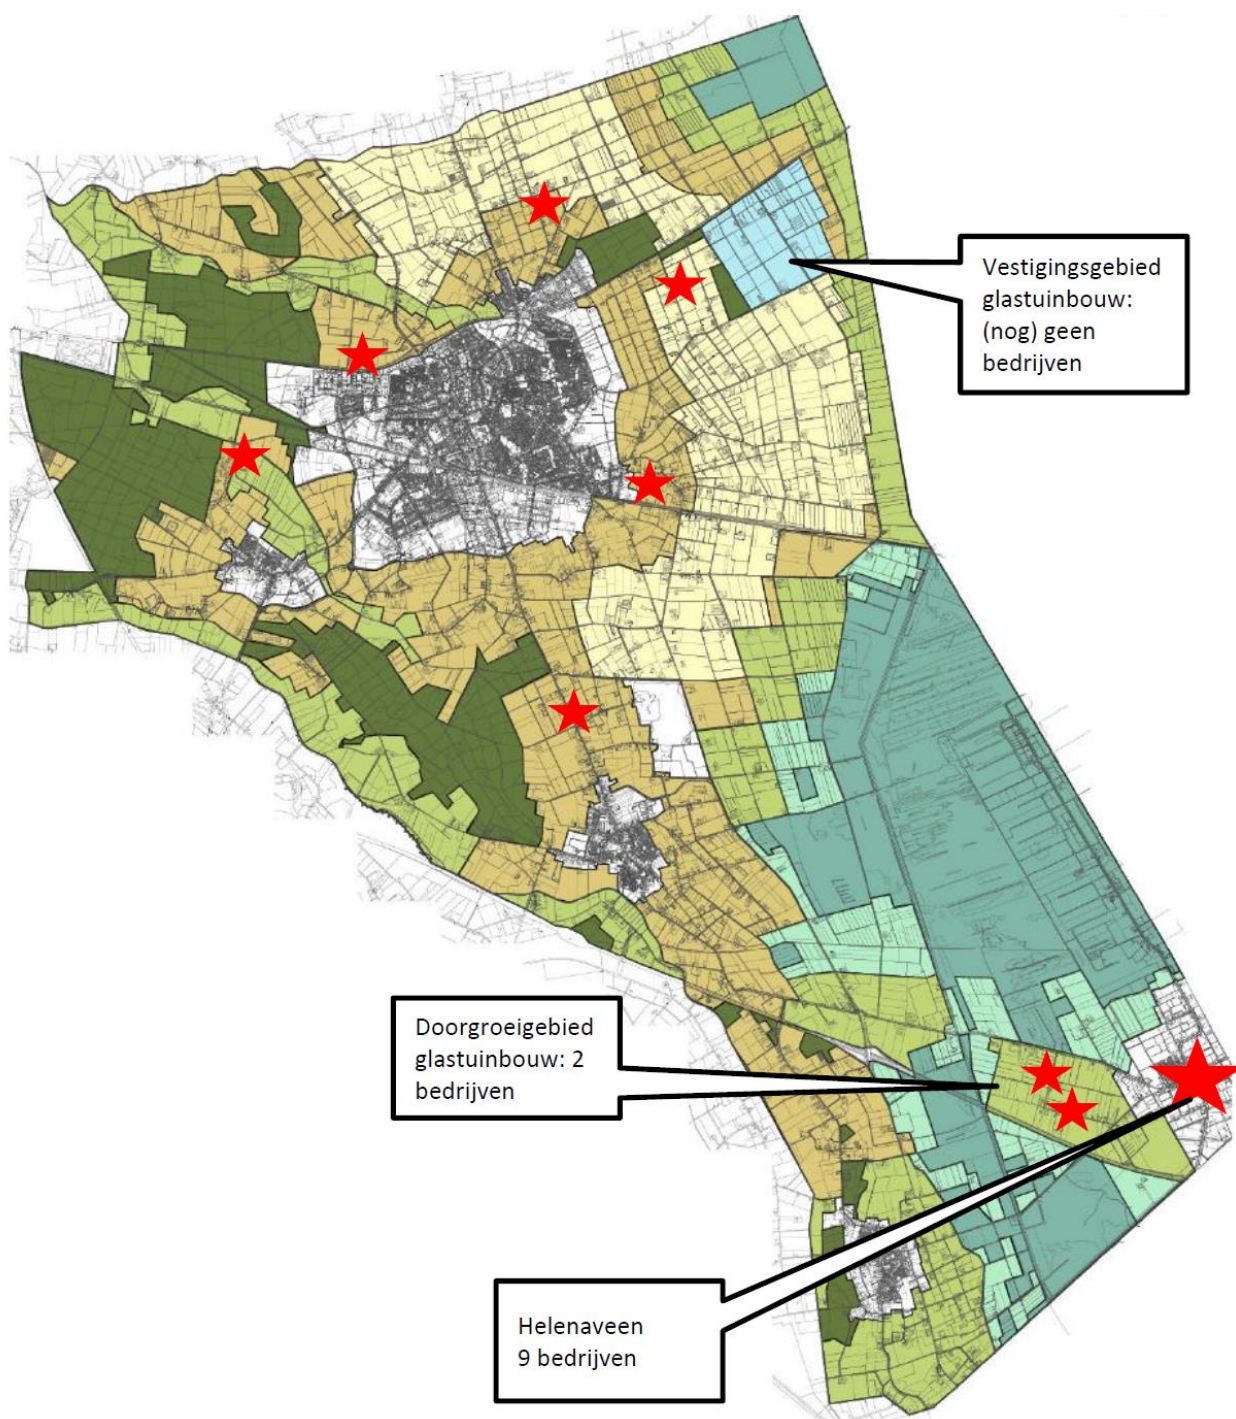 Vestigingsgebied
glastuinbouw:
(nog) geen
bedrijven
Doorgroeigebied
glastuinbouw: 2
bedrijven
Helenaveen
9 bedrijven